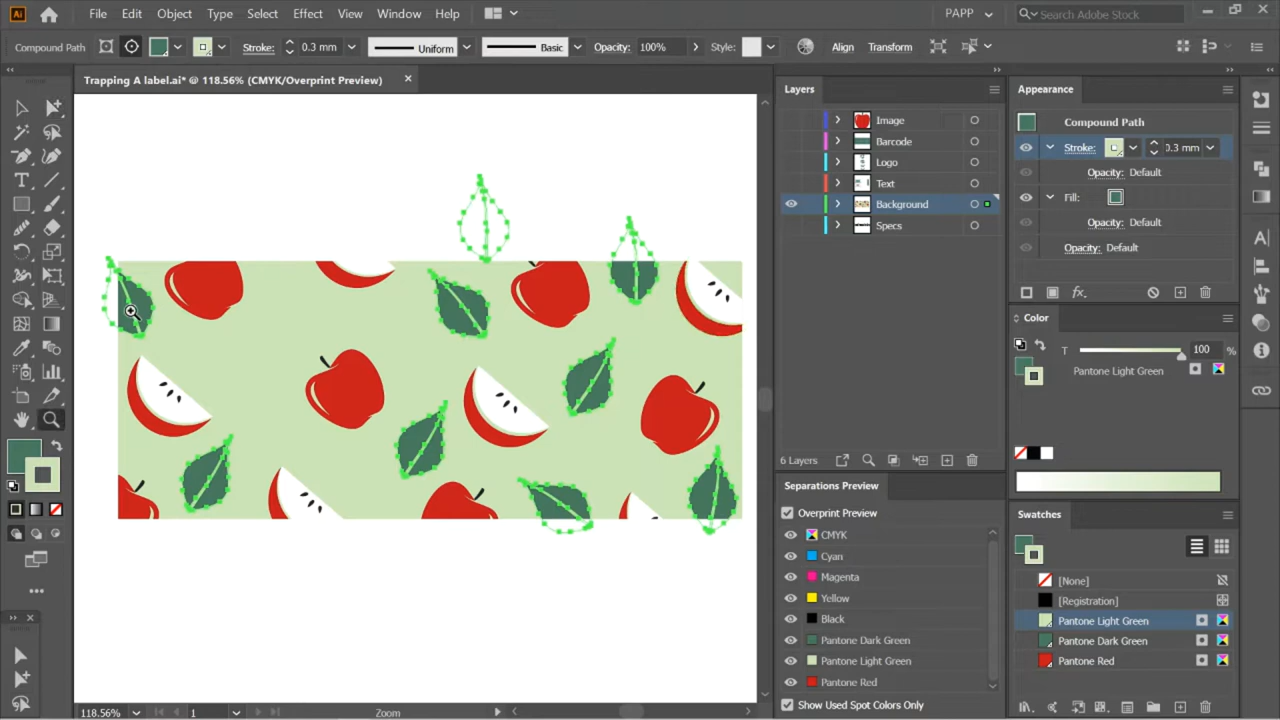 Ai File Edit Object Type Select Effect View Window Help PAPP Search Adobe Stock
Compound Path Stroke: 0.3 mm Uniform Basic Opacity: 100% Style: Align Transform
Trapping A label.ai* @ 118.56% (CMYK/Overprint Preview)
Layers
Image
Barcode
Logo
Text
Background
Specs
6 Layers
Separations Preview
Overprint Preview
CMYK
Cyan
Magenta
Yellow
Black
Pantone Dark Green
Pantone Light Green
Pantone Red
Show Used Spot Colors Only
Appearance
Compound Path
Stroke: 0.3 mm
Opacity: Default
Fill:
Opacity: Default
Opacity: Default
fx
Color
T 100 %
Pantone Light Green
Swatches
[None]
[Registration]
Pantone Light Green
Pantone Dark Green
Pantone Red
118.56% 1 Zoom